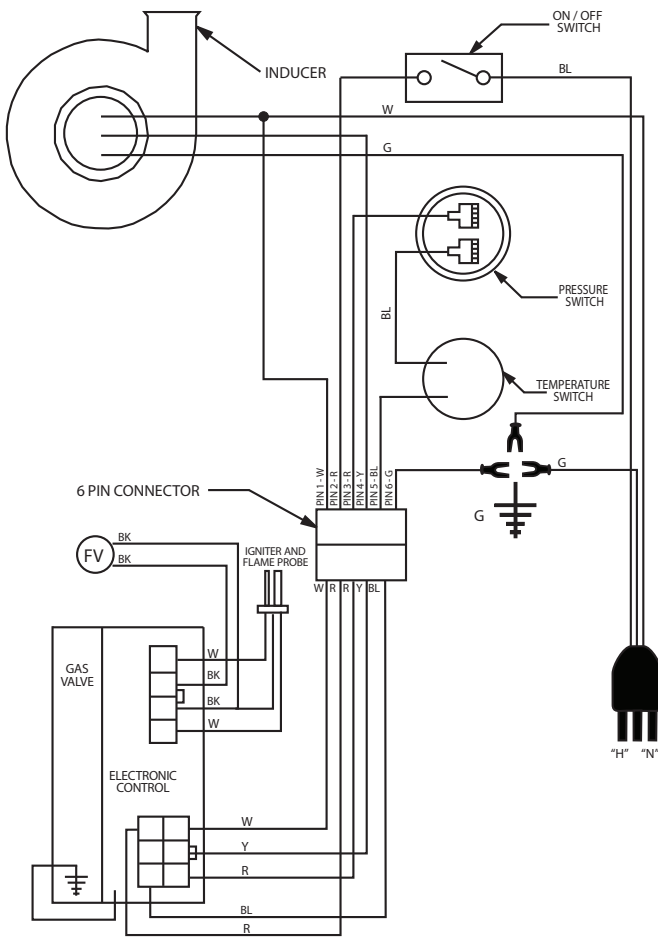 ON / OFF
SWITCH
INDUCER
BL
W
G
PRESSURE
SWITCH
BL
TEMPERATURE
SWITCH
PIN 1 - W
PIN 2 - R
PIN 3 - R
PIN 4 - Y
PIN 5 - BL
PIN 6 - G
G
6 PIN CONNECTOR
G
BK
FV
BK
IGNITER AND
FLAME PROBE
W R R Y BL
GAS
VALVE
W
BK
BK
W
"H" "N"
ELECTRONIC
CONTROL
W
Y
R
BL
R